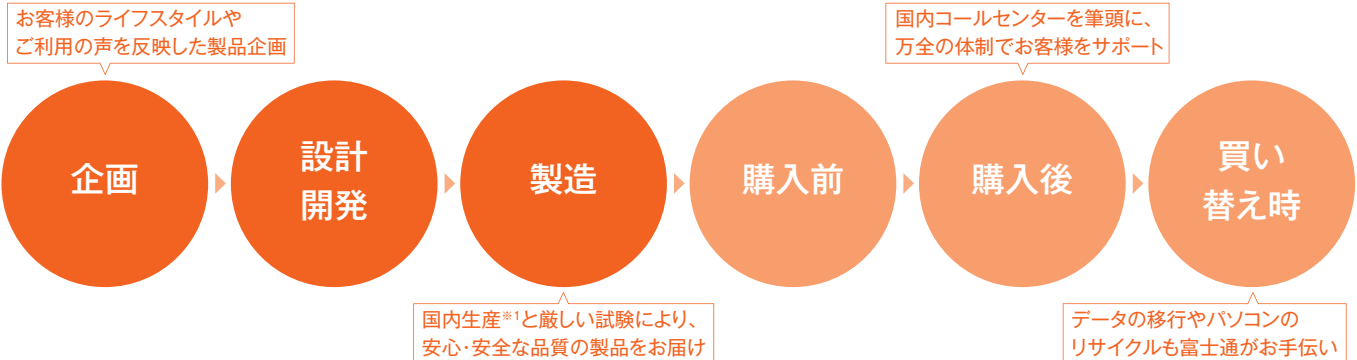 お客様のライフスタイルや
ご利用の声を反映した製品企画
国内コールセンターを筆頭に、
万全の体制でお客様をサポート
企画
設計
開発
製造
購入前
購入後
買い
替え時
国内生産※1と厳しい試験により、
安心・安全な品質の製品をお届け
データの移行やパソコンの
リサイクルも富士通がお手伝い